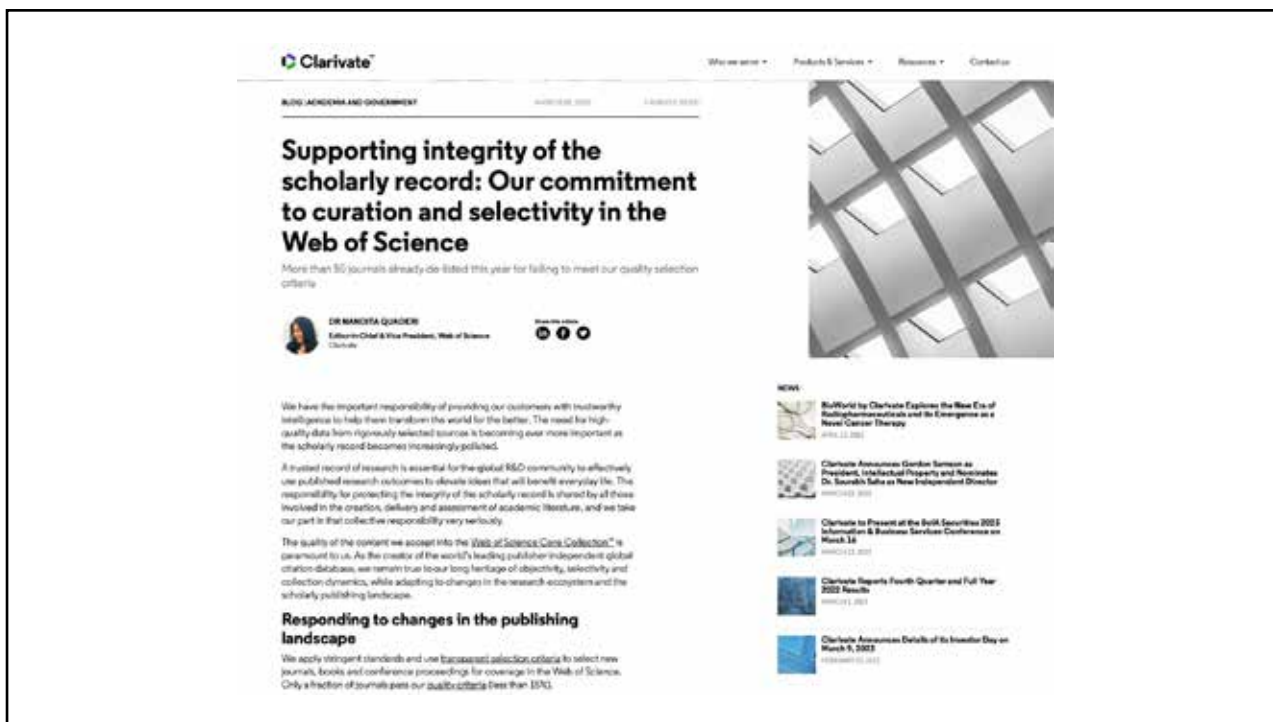 Clarivate™
Who we serve
Products & Services
Resources
Contact us
BLOG | ACADEMIA AND GOVERNMENT
Supporting integrity of the
scholarly record: Our commitment
to curation and selectivity in the
Web of Science
More than 50 journals already de-listed this year for failing to meet our quality selection
criteria
DR NANDITA QUADERI
Editor-in-Chief & Vice President, Web of Science
Clarivate
Share this article
We have the important responsibility of providing our customers with trustworthy
intelligence to help them transform the world for the better. The need for high-
quality data from rigorously selected sources is becoming ever more important as
the scholarly record becomes increasingly polluted.
A trusted record of research is essential for the global R&D community to effectively
use published research outcomes to elevate ideas that will benefit everyday life. The
responsibility for protecting the integrity of the scholarly record is shared by all those
involved in the creation, delivery and assessment of academic literature, and we take
our part in that collective responsibility very seriously.
The quality of the content we accept into the Web of Science Core Collection™ is
paramount to us. As the creator of the world's leading publisher independent global
citation database, we remain true to our long heritage of objectivity, selectivity and
collection dynamics, while adapting to changes in the research ecosystem and the
scholarly publishing landscape.
Responding to changes in the publishing
landscape
We apply stringent standards and use transparent selection criteria to select new
journals, books and conference proceedings for coverage in the Web of Science.
Only a fraction of journals pass our quality criteria (less than 15%).
NEWS
BioWorld by Clarivate Explores the New Era of
Radiopharmaceuticals and Its Emergence as a
Novel Cancer Therapy
Clarivate Announces Gordon Samson as
President, Intellectual Property and Nominates
Dr. Saurabh Saha as New Independent Director
Clarivate to Present at the BofA Securities 2023
Information & Business Services Conference on
March 16
Clarivate Reports Fourth Quarter and Full Year
2022 Results
Clarivate Announces Details of its Investor Day on
March 9, 2023